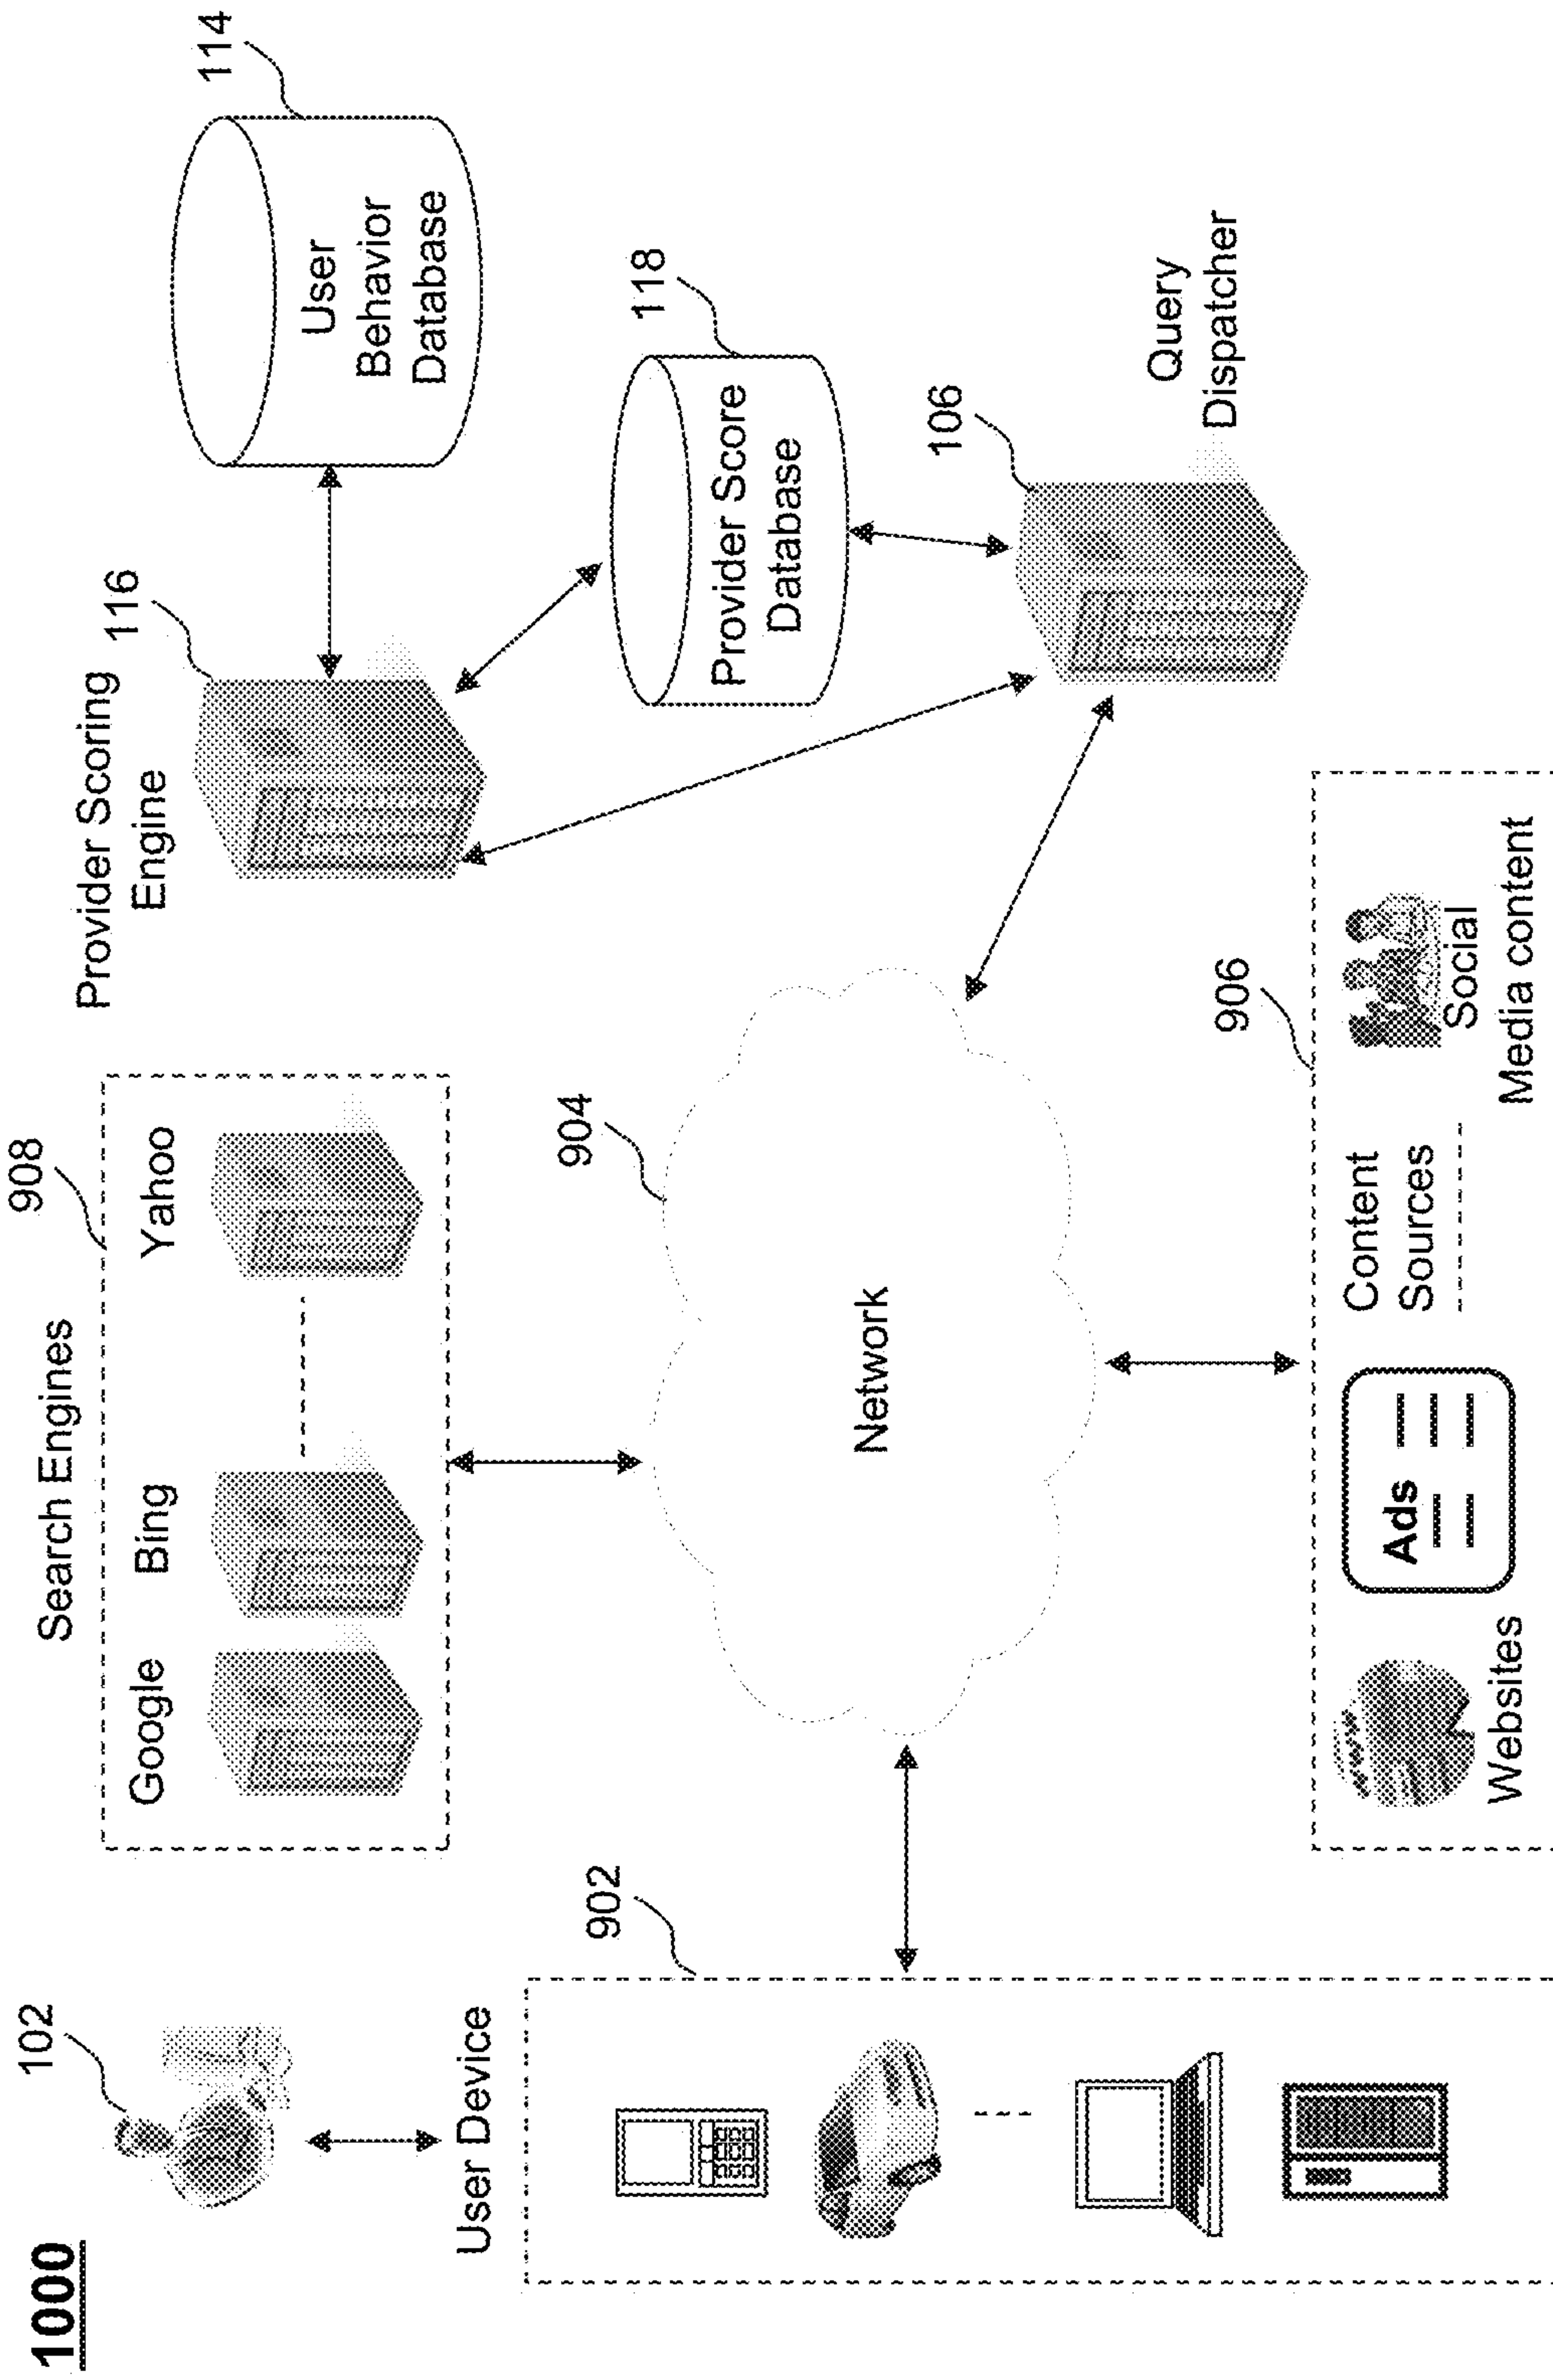 1000
102
User Device
902
Search Engines
908
Google
Bing
Yahoo
904
Network
Provider Scoring
Engine
116
114
User
Behavior
Database
118
Provider Score
Database
106
Query
Dispatcher
906
www
Websites
Ads
Content
Sources
Social
Media content